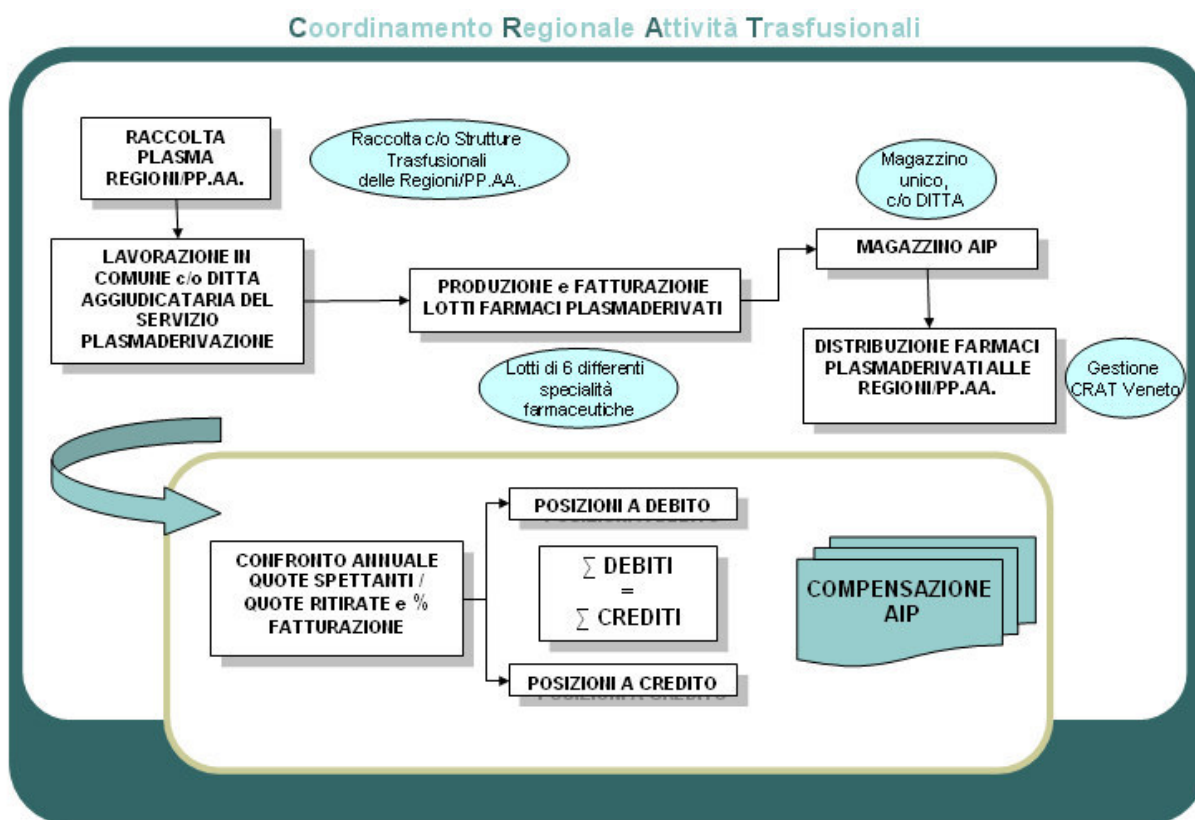 Coordinamento Regionale Attività Trasfusionali
RACCOLTA
PLASMA
REGIONI/PP.AA.
Raccolta c/o Strutture
Trasfusionali
delle Regioni/PP.AA.
Magazzino
unico,
c/o DITTA
LAVORAZIONE IN
COMUNE c/o DITTA
AGGIUDICATARIA DEL
SERVIZIO
PLASMADERIVAZIONE
PRODUZIONE e FATTURAZIONE
LOTTI FARMACI PLASMADERIVATI
MAGAZZINO AIP
Lotti di 6 differenti
specialità
farmaceutiche
DISTRIBUZIONE FARMACI
PLASMADERIVATI ALLE
REGIONI/PP.AA.
Gestione
CRAT Veneto
CONFRONTO ANNUALE
QUOTE SPETTANTI /
QUOTE RITIRATE e %
FATTURAZIONE
POSIZIONI A DEBITO
∑ DEBITI
=
∑ CREDITI
POSIZIONI A CREDITO
COMPENSAZIONE
AIP